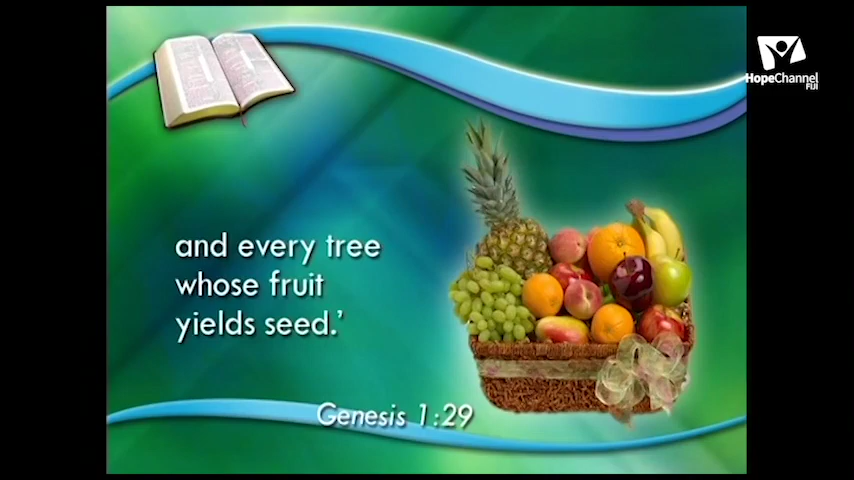 HopeChannel
FIJI
and every tree
whose fruit
yields seed.’
Genesis 1:29